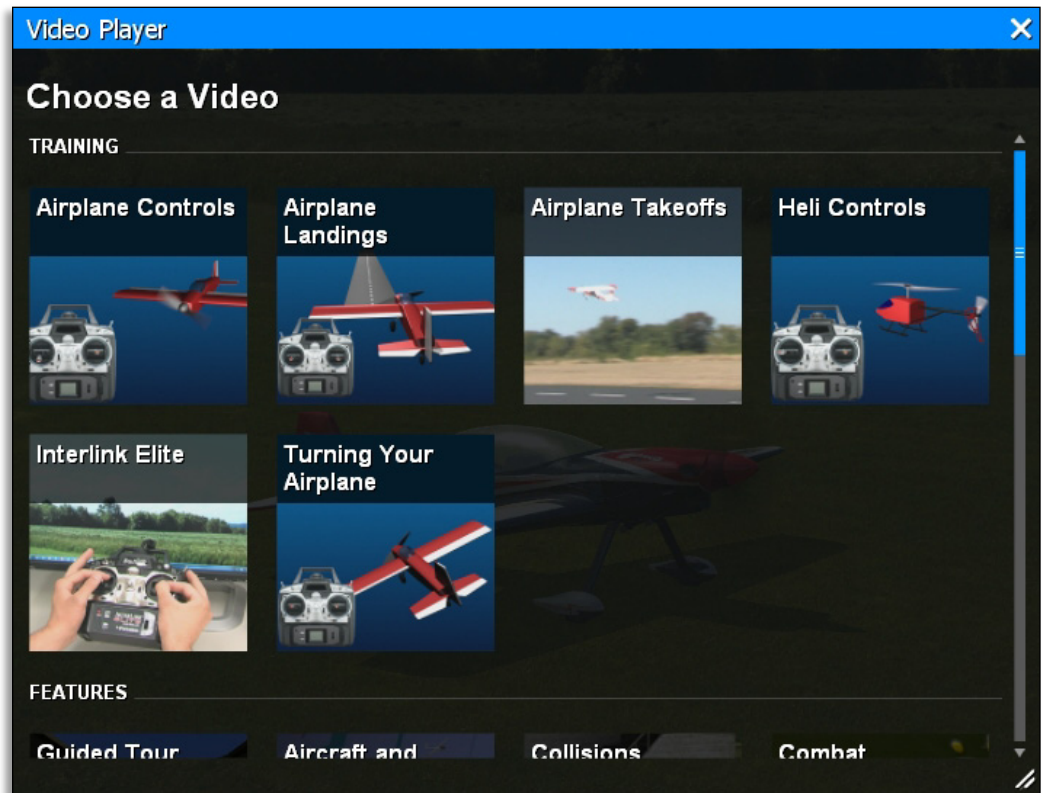 Video Player
Choose a Video
TRAINING
Airplane Controls
Airplane
Landings
Airplane Takeoffs
Heli Controls
Interlink Elite
Turning Your
Airplane
FEATURES
Guided Tour
Aircraft and
Collisions
Combat